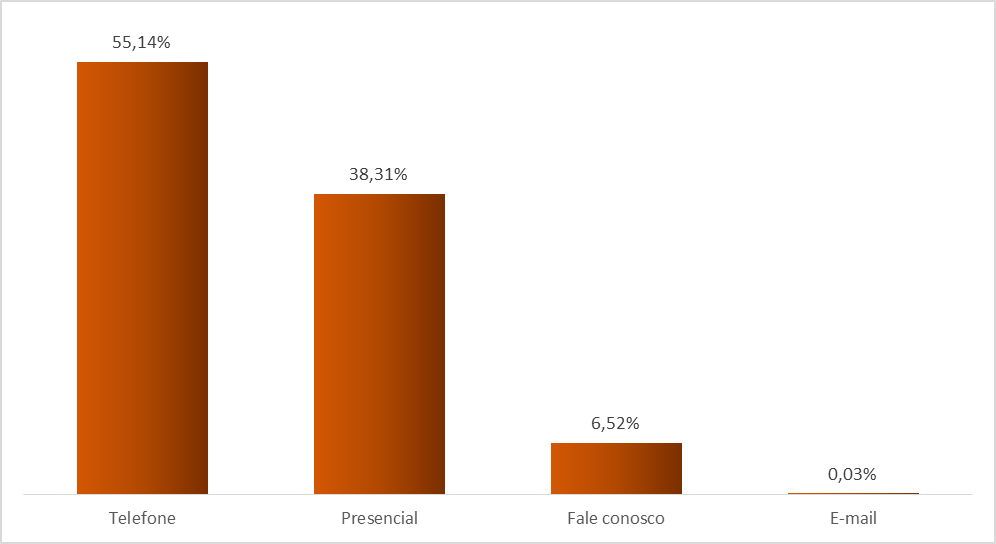 55,14%
38,31%
6,52%
0,03%
Telefone
Presencial
Fale conosco
E-mail